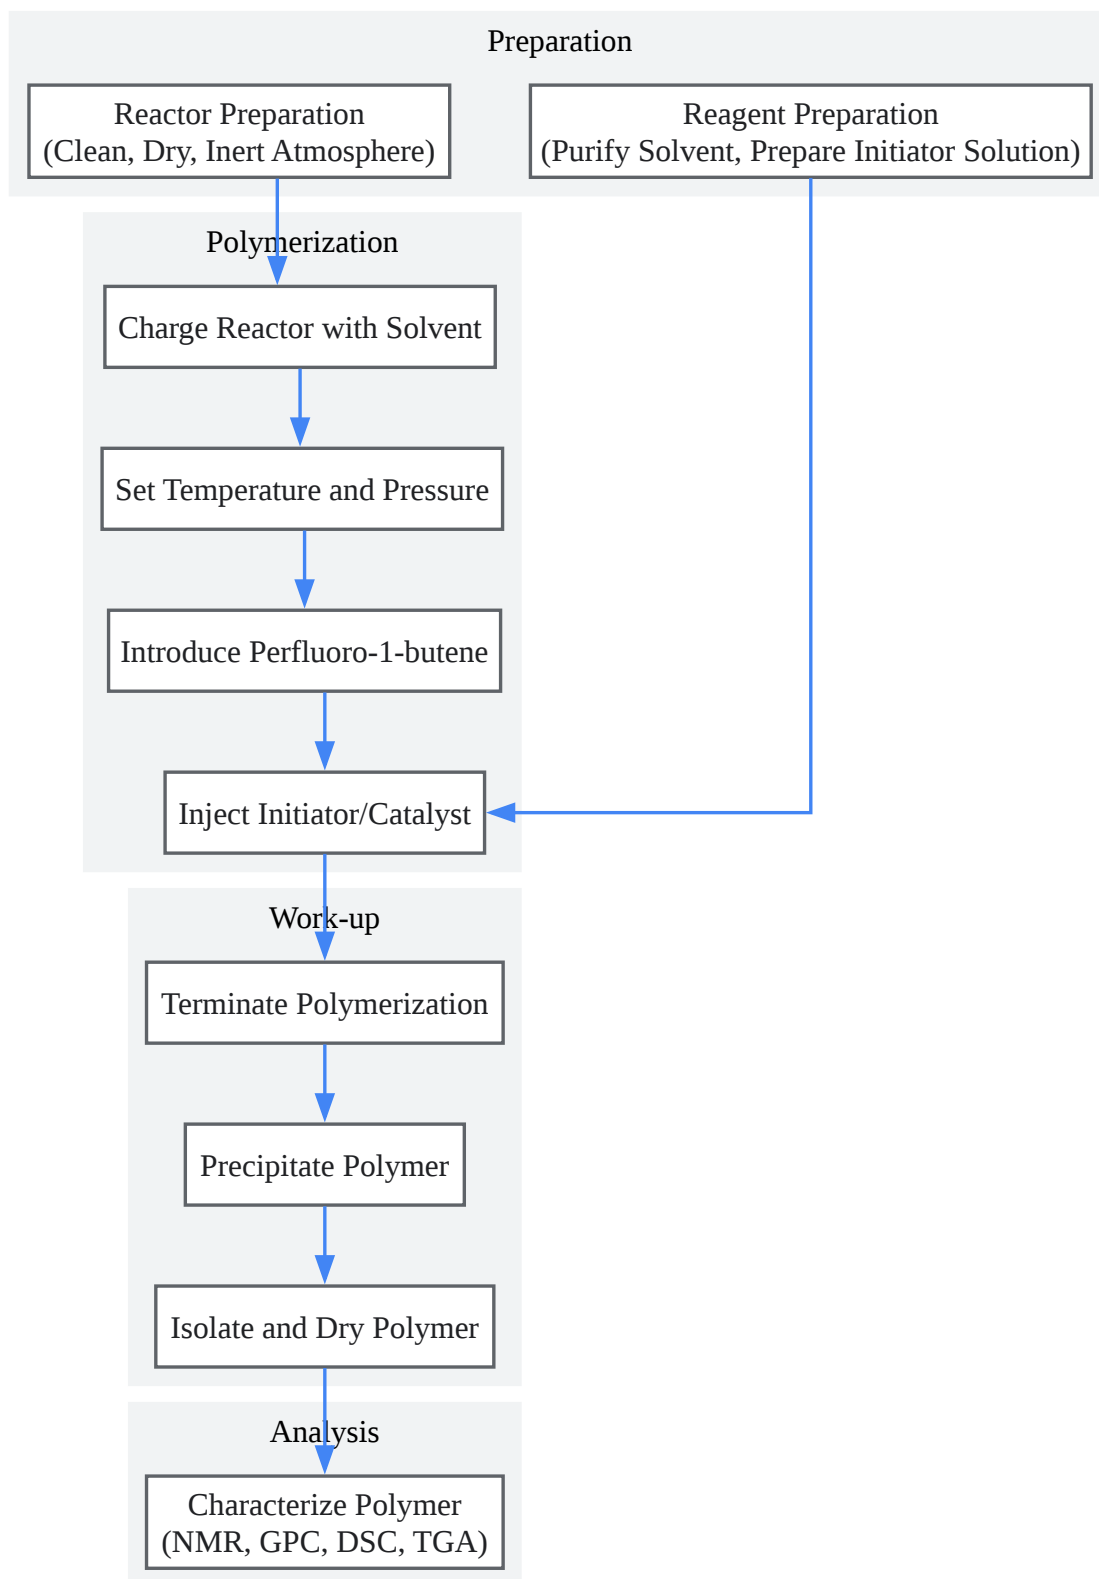 Preparation
Reactor Preparation
(Clean, Dry, Inert Atmosphere)
Reagent Preparation
(Purify Solvent, Prepare Initiator Solution)
Polymerization
Charge Reactor with Solvent
Set Temperature and Pressure
Introduce Perfluoro-1-butene
Inject Initiator/Catalyst
Work-up
Terminate Polymerization
Precipitate Polymer
Isolate and Dry Polymer
Analysis
Characterize Polymer
(NMR, GPC, DSC, TGA)